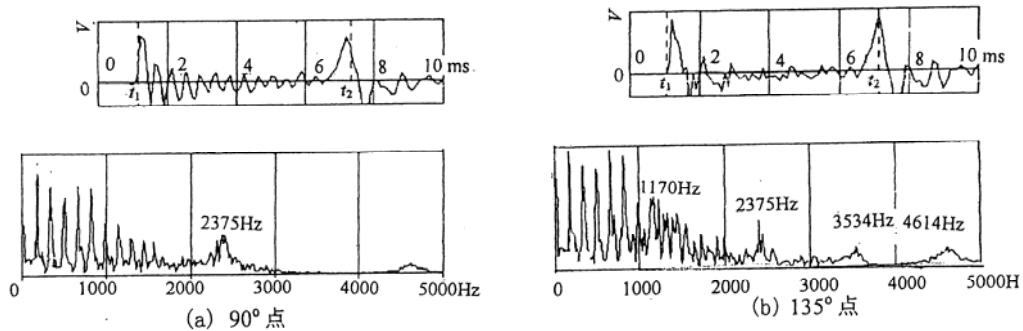 V
0 2 4 6 8 10 ms
0
t₁ t₂
2375Hz
0 1000 2000 3000 4000 5000Hz
(a) 90° 点
V
0 2 4 6 8 10 ms
0
t₁ t₂
1170Hz 2375Hz 3534Hz 4614Hz
0 1000 2000 3000 4000 5000H
(b) 135° 点